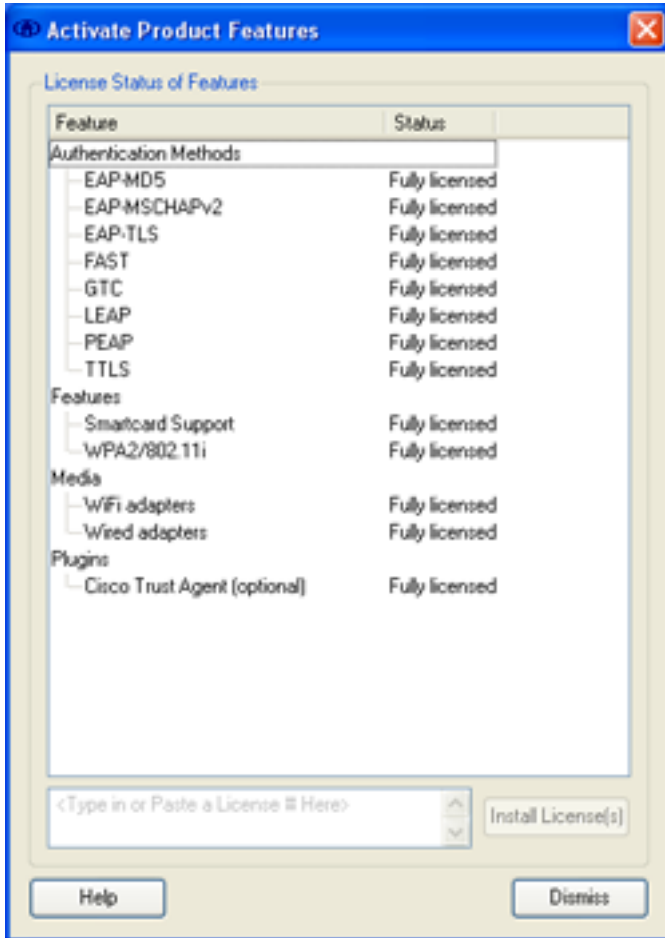 Activate Product Features
License Status of Features
Feature Status
Authentication Methods
EAP-MD5 Fully licensed
EAP-MSCHAPv2 Fully licensed
EAP-TLS Fully licensed
FAST Fully licensed
GTC Fully licensed
LEAP Fully licensed
PEAP Fully licensed
TTLS Fully licensed
Features
Smartcard Support Fully licensed
WPA2/802.11i Fully licensed
Media
WiFi adapters Fully licensed
Wired adapters Fully licensed
Plugins
Cisco Trust Agent (optional) Fully licensed
<Type in or Paste a License # Here>
Install License(s)
Help Dismiss